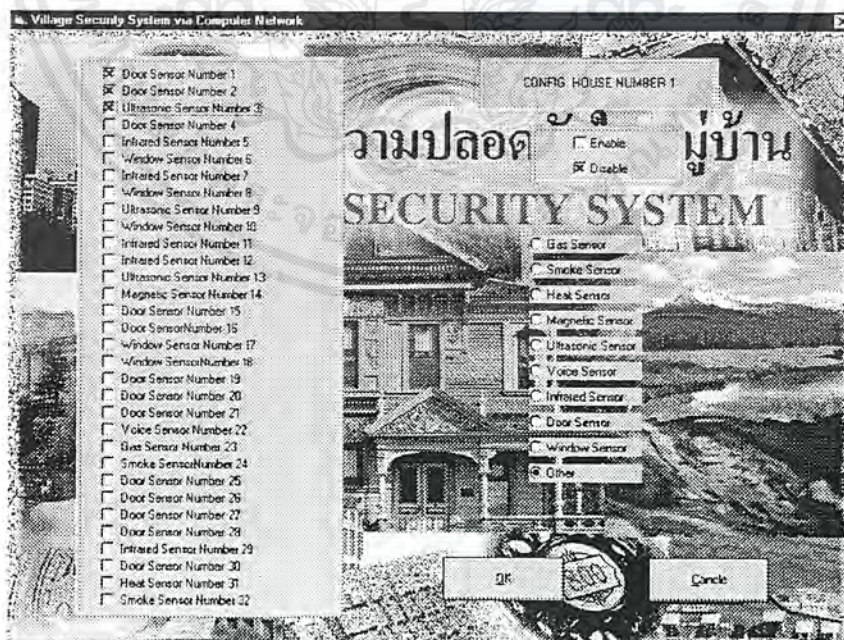 Village Security System via Computer Network
Door Sensor Number 1
Door Sensor Number 2
Ultrasonic Sensor Number 3
Door Sensor Number 4
Infrared Sensor Number 5
Window Sensor Number 6
Infrared Sensor Number 7
Window Sensor Number 8
Ultrasonic Sensor Number 9
Window Sensor Number 10
Infrared Sensor Number 11
Infrared Sensor Number 12
Ultrasonic Sensor Number 13
Magnetic Sensor Number 14
Door Sensor Number 15
Door SensorNumber 16
Window Sensor Number 17
Window SensorNumber 18
Door Sensor Number 19
Door Sensor Number 20
Door Sensor Number 21
Voice Sensor Number 22
Gas Sensor Number 23
Smoke SensorNumber 24
Door Sensor Number 25
Door Sensor Number 26
Door Sensor Number 27
Door Sensor Number 28
Infrared Sensor Number 29
Door Sensor Number 30
Heat Sensor Number 31
Smoke Sensor Number 32
CONFIG HOUSE NUMBER 1
วามปลอด มู่บ้าน
Enable
Disable
SECURITY SYSTEM
Gas Sensor
Smoke Sensor
Heat Sensor
Magnetic Sensor
Ultrasonic Sensor
Voice Sensor
Infrared Sensor
Door Sensor
Window Sensor
Other
OK
Cancle